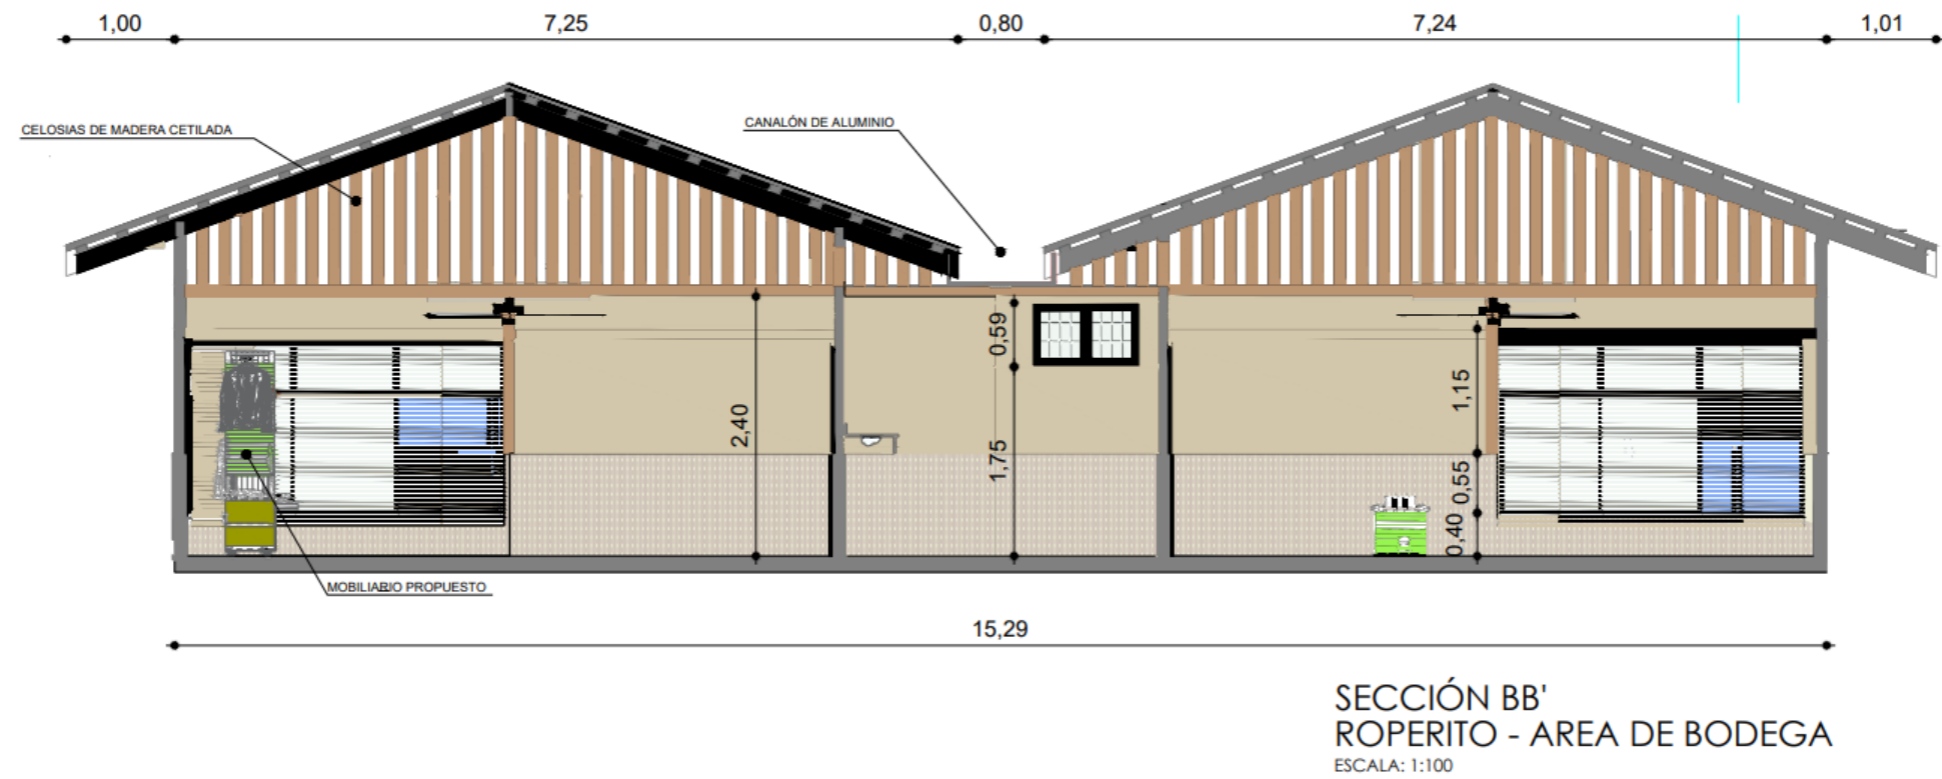 1,00
7,25
0,80
7,24
1,01
CELOSIAS DE MADERA CETILADA
CANALÓN DE ALUMINIO
0,59
1,15
2,40
1,75
0,55
0,40
MOBILIARIO PROPUESTO
15,29
SECCIÓN BB'
ROPERITO - AREA DE BODEGA
ESCALA: 1:100